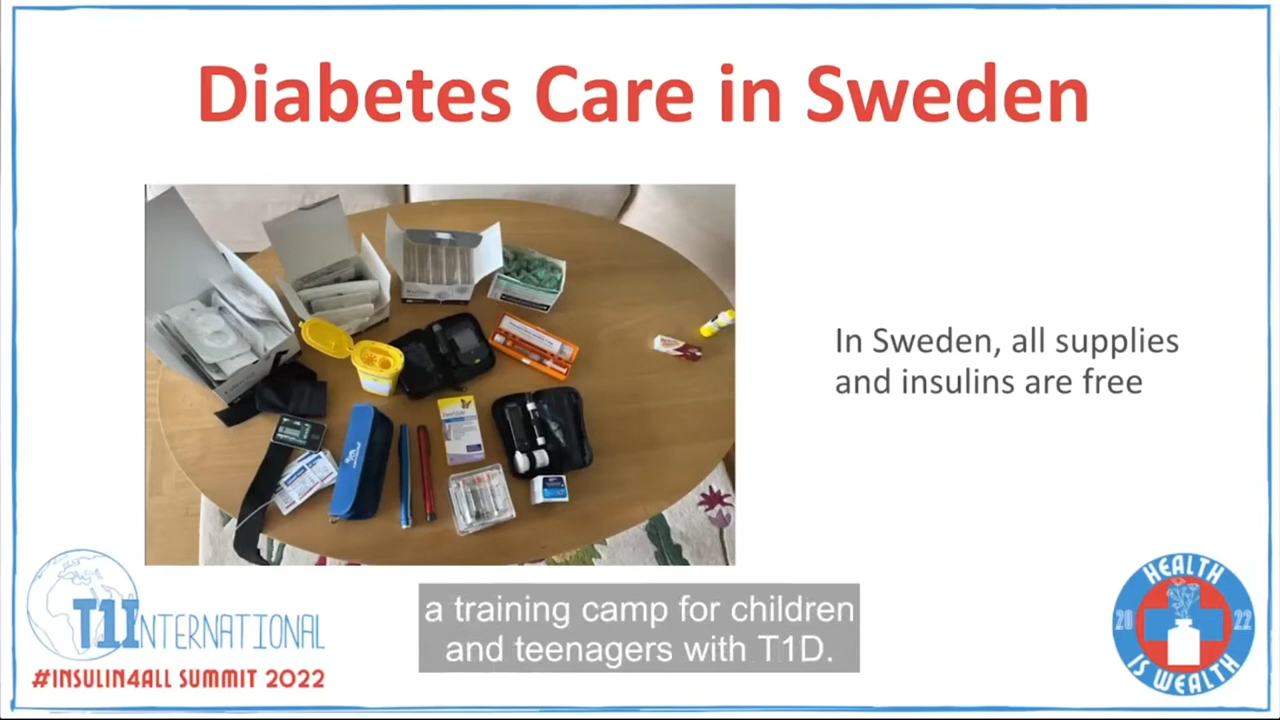 Diabetes Care in Sweden
In Sweden, all supplies
and insulins are free
a training camp for children
and teenagers with T1D.
T1INTERNATIONAL
#INSULIN4ALL SUMMIT 2022
HEALTH
20 22
IS WEALTH